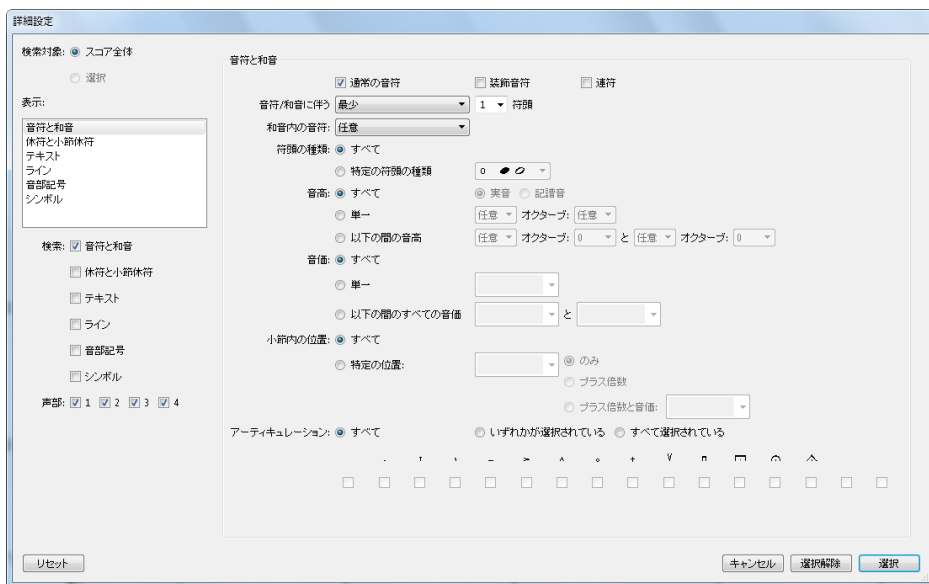 詳細設定
検索対象: スコア全体
選択
表示:
音符と和音
休符と小節休符
テキスト
ライン
音部記号
シンボル
検索: 音符と和音
休符と小節休符
テキスト
ライン
音部記号
シンボル
声部: 1 2 3 4
音符と和音
通常の音符 装飾音符 連符
音符/和音に伴う 最少 1 符頭
和音内の音符: 任意
符頭の種類: すべて
特定の符頭の種類 0
音高: すべて 実音 記譜音
単一 任意 オクターブ: 任意
以下の間の音高 任意 オクターブ: 0 と 任意 オクターブ: 0
音価: すべて
単一
以下の間のすべての音価 と
小節内の位置: すべて
特定の位置: のみ
プラス倍数
プラス倍数と音価:
アーティキュレーション: すべて いずれかが選択されている すべて選択されている
リセット キャンセル 選択解除 選択